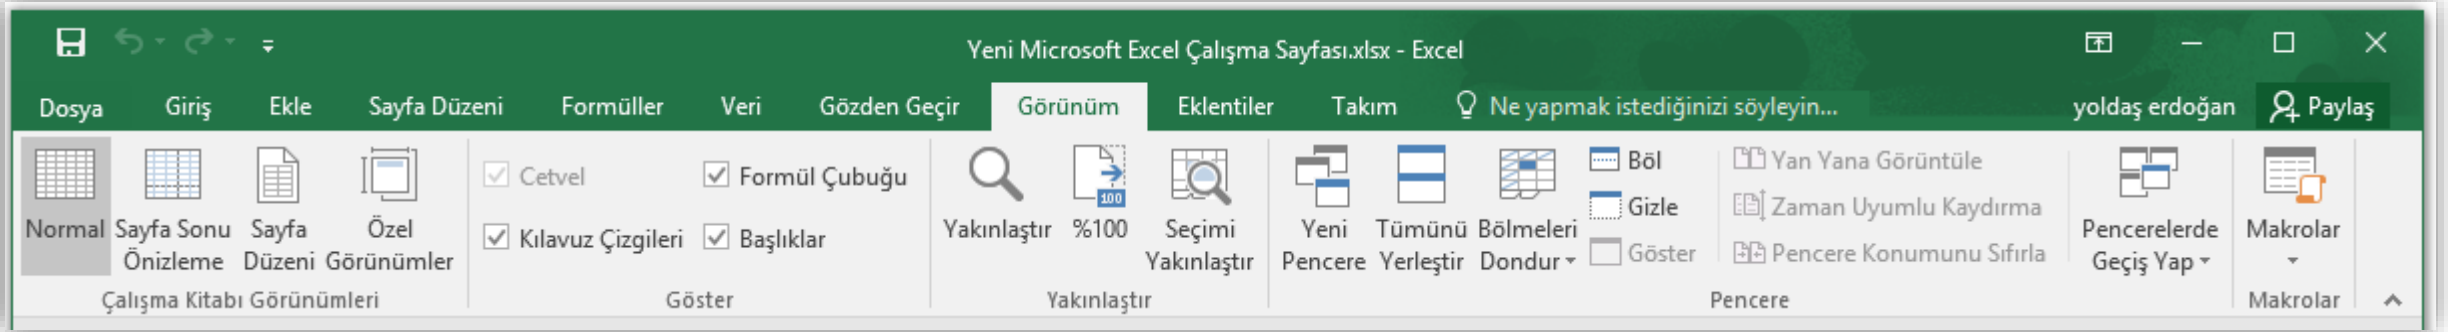 Yeni Microsoft Excel Çalışma Sayfası.xlsx - Excel
Dosya Giriş Ekle Sayfa Düzeni Formüller Veri Gözden Geçir Görünüm Eklentiler Takım Ne yapmak istediğinizi söyleyin... yoldaş erdoğan Paylaş
Normal
Sayfa Sonu
Önizleme
Sayfa
Düzeni
Özel
Görünümler
Çalışma Kitabı Görünümleri
Cetvel
Formül Çubuğu
Kılavuz Çizgileri
Başlıklar
Göster
Yakınlaştır
100
%100
Seçimi
Yakınlaştır
Yakınlaştır
Yeni
Pencere
Tümünü
Yerleştir
Bölmeleri
Dondur
Böl
Gizle
Göster
Yan Yana Görüntüle
Zaman Uyumlu Kaydırma
Pencere Konumunu Sıfırla
Pencerelerde
Geçiş Yap
Pencere
Makrolar
Makrolar